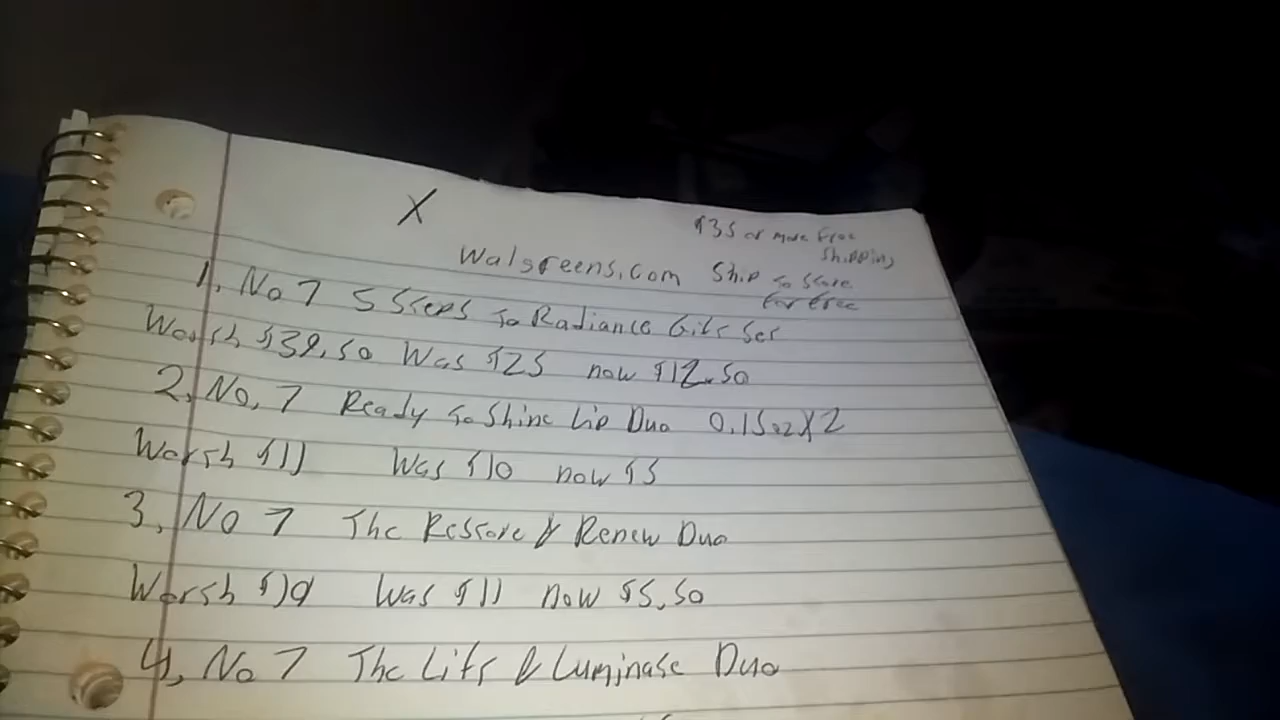 X
$35 or more free
shipping
Walgreens.com Ship to Store
for free
1. No 7 5 Steps to Radiance Gift Set
Worth $39.50 Was $25 now $12.50
2. No. 7 Ready to Shine Lip Duo 0.15oz X 2
Worth $11 Was $10 now $5
3. No 7 The Restore & Renew Duo
Worth $19 Was $11 now $5.50
4. No 7 The Lift & Luminate Duo